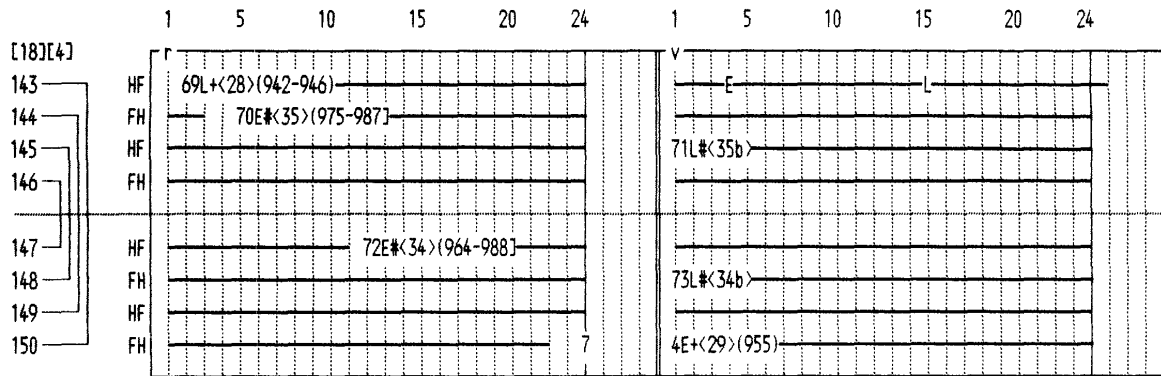 1 5 10 15 20 24 1 5 10 15 20 24
[18][4] r v
143 HF 69L+<28>(942-946) E L
144 FH 70E#<35>(975-987]
145 HF 71L#<35b>
146 FH
147 HF 72E#<34>(964-988]
148 FH 73L#<34b>
149 HF
150 FH 7 4E+<29>(955)